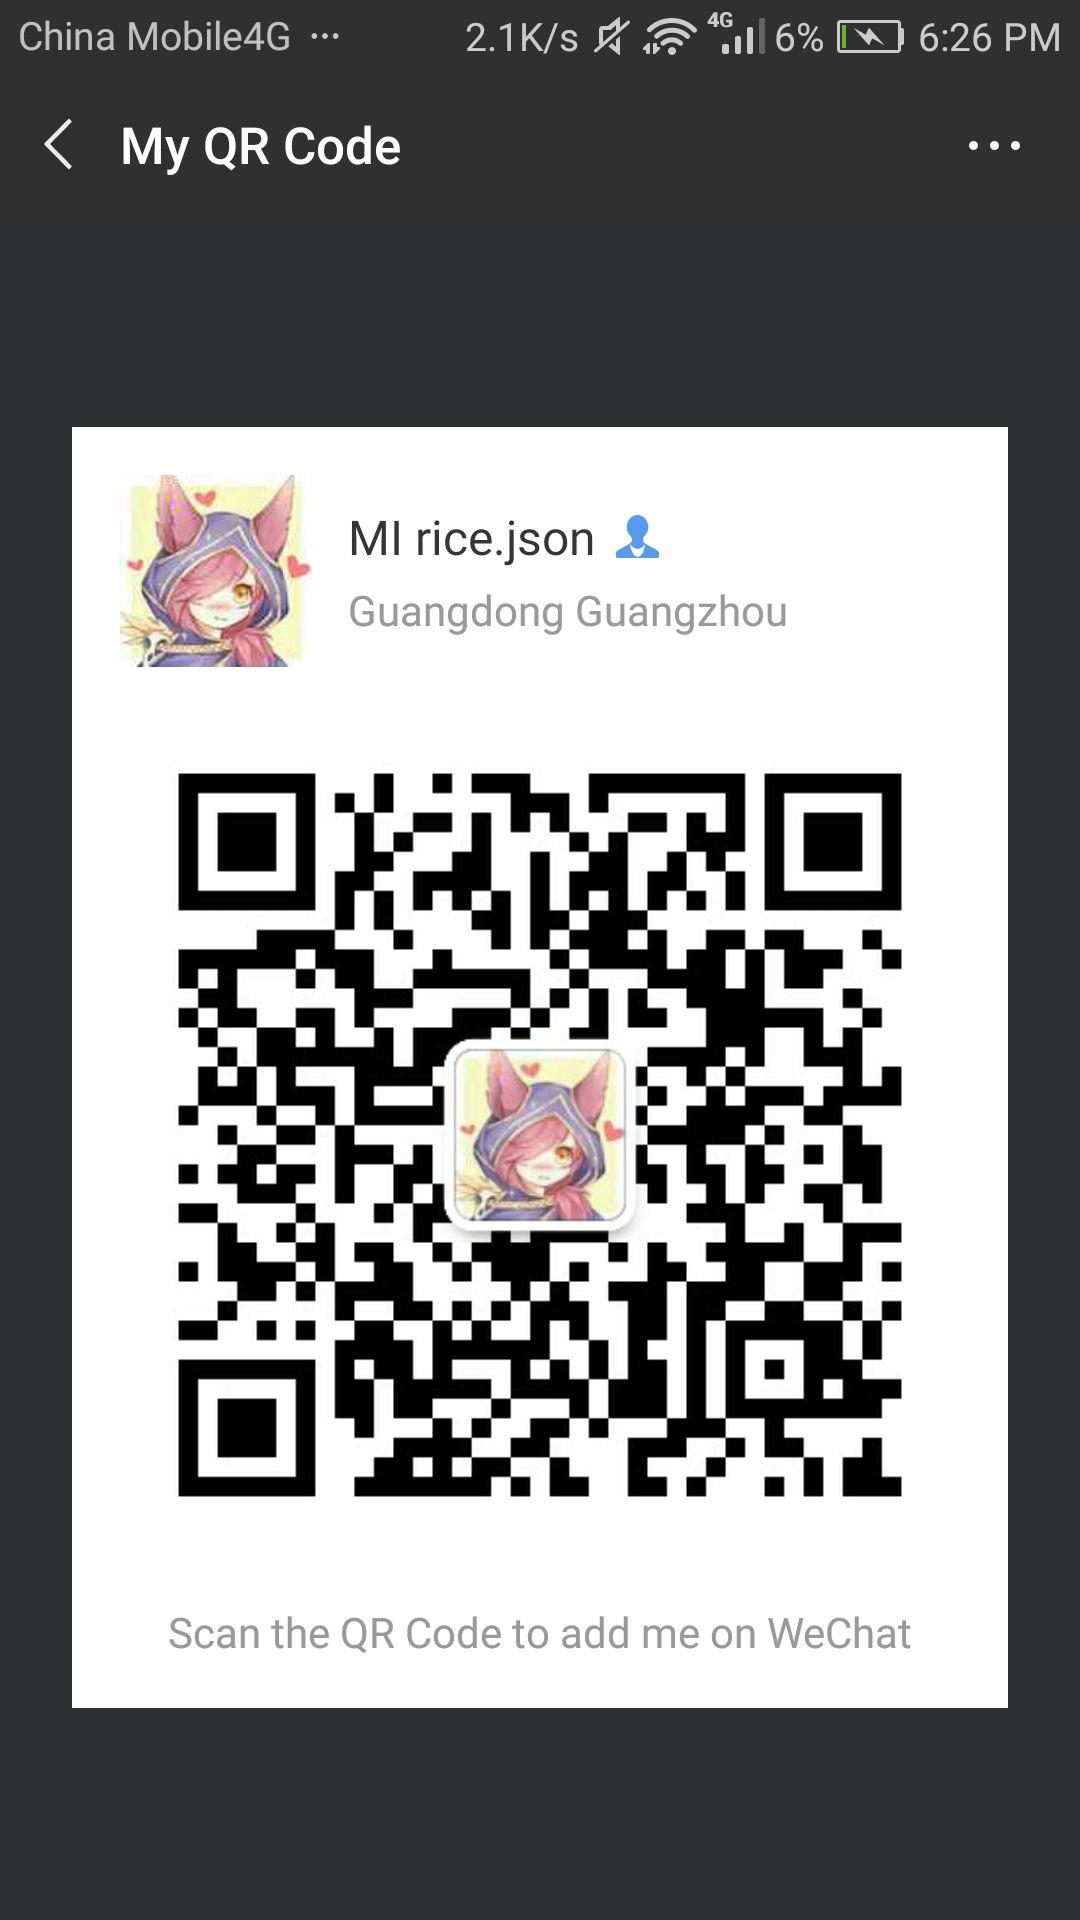 China Mobile4G ··· 2.1K/s 4G 6% 6:26 PM
My QR Code
MI rice.json
Guangdong Guangzhou
Scan the QR Code to add me on WeChat